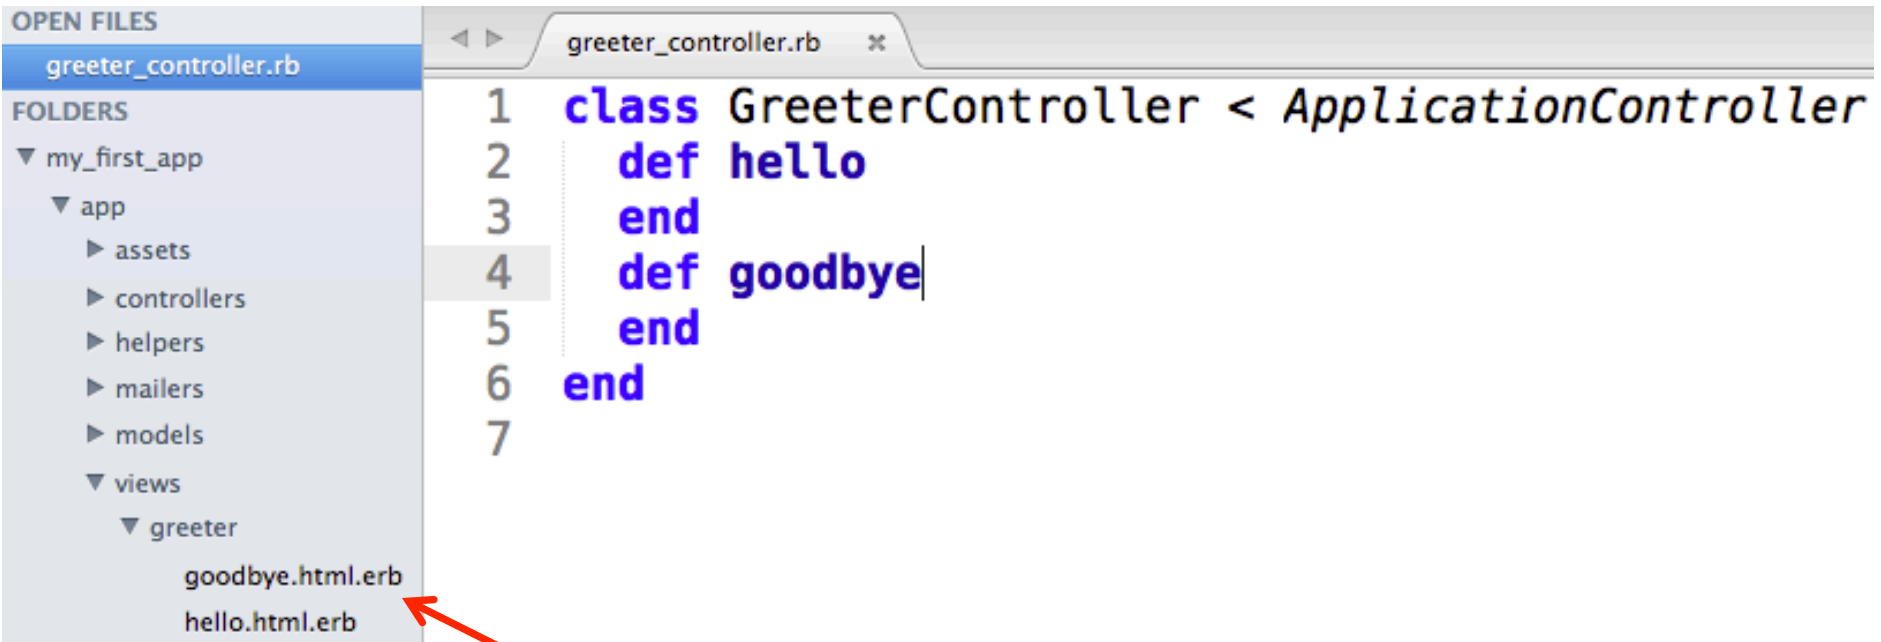 OPEN FILES
greeter_controller.rb
FOLDERS
my_first_app
app
assets
controllers
helpers
mailers
models
views
greeter
goodbye.html.erb
hello.html.erb
greeter_controller.rb
1 class GreeterController < ApplicationController
2 def hello
3 end
4 def goodbye
5 end
6 end
7